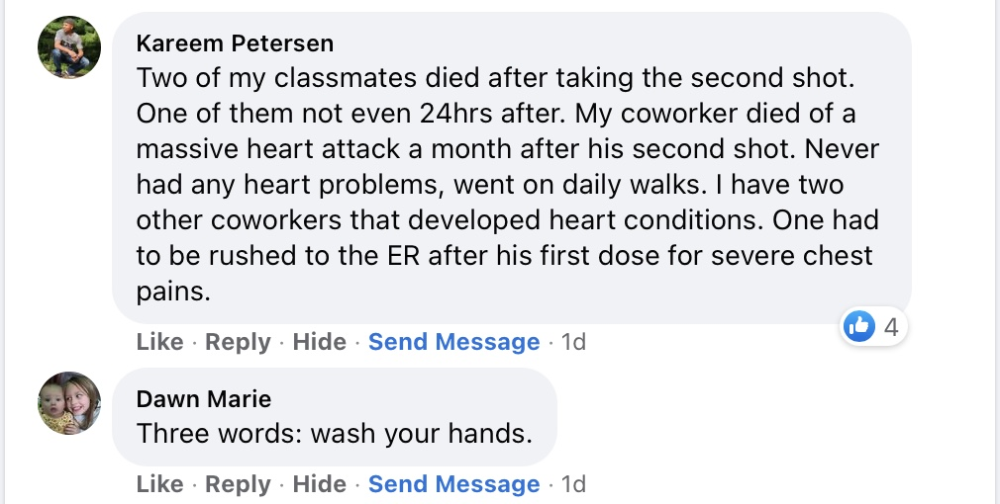 Kareem Petersen
Two of my classmates died after taking the second shot.
One of them not even 24hrs after. My coworker died of a
massive heart attack a month after his second shot. Never
had any heart problems, went on daily walks. I have two
other coworkers that developed heart conditions. One had
to be rushed to the ER after his first dose for severe chest
pains.
4
Like · Reply · Hide · Send Message · 1d
Dawn Marie
Three words: wash your hands.
Like · Reply · Hide · Send Message · 1d